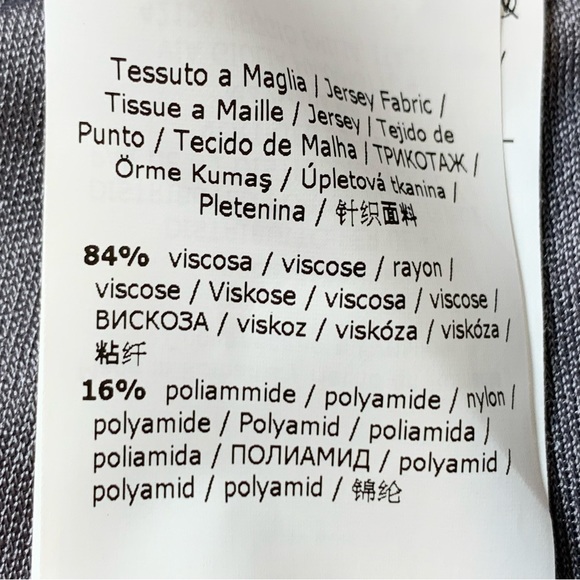 Tessuto a Maglia | Jersey Fabric /
Tissue a Maille / Jersey | Tejido de
Punto / Tecido de Malha | ТРИКОТАЖ /
Örme Kumaş / Úpletová tkanina |
Pletenina / 针织面料
84% viscosa / viscose / rayon |
viscose / Viskose / viscosa / viscose |
ВИСКОЗА / viskoz / viskóza / viskóza /
粘纤
16% poliammide / polyamide / nylon |
polyamide / Polyamid / poliamida |
poliamida / ПОЛИАМИД / polyamid |
polyamid / polyamid / 锦纶